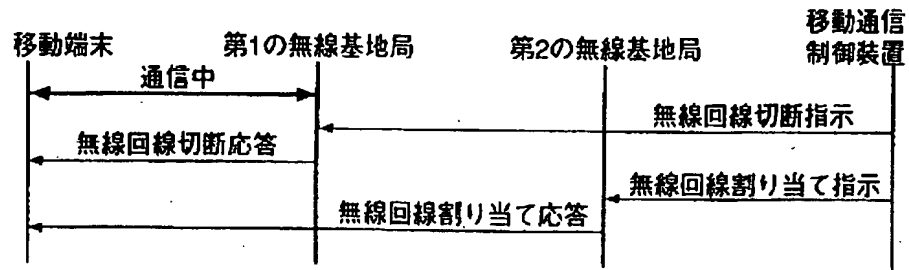 移動端末
第1の無線基地局
第2の無線基地局
移動通信
制御装置
通信中
無線回線切断指示
無線回線切断応答
無線回線割り当て指示
無線回線割り当て応答